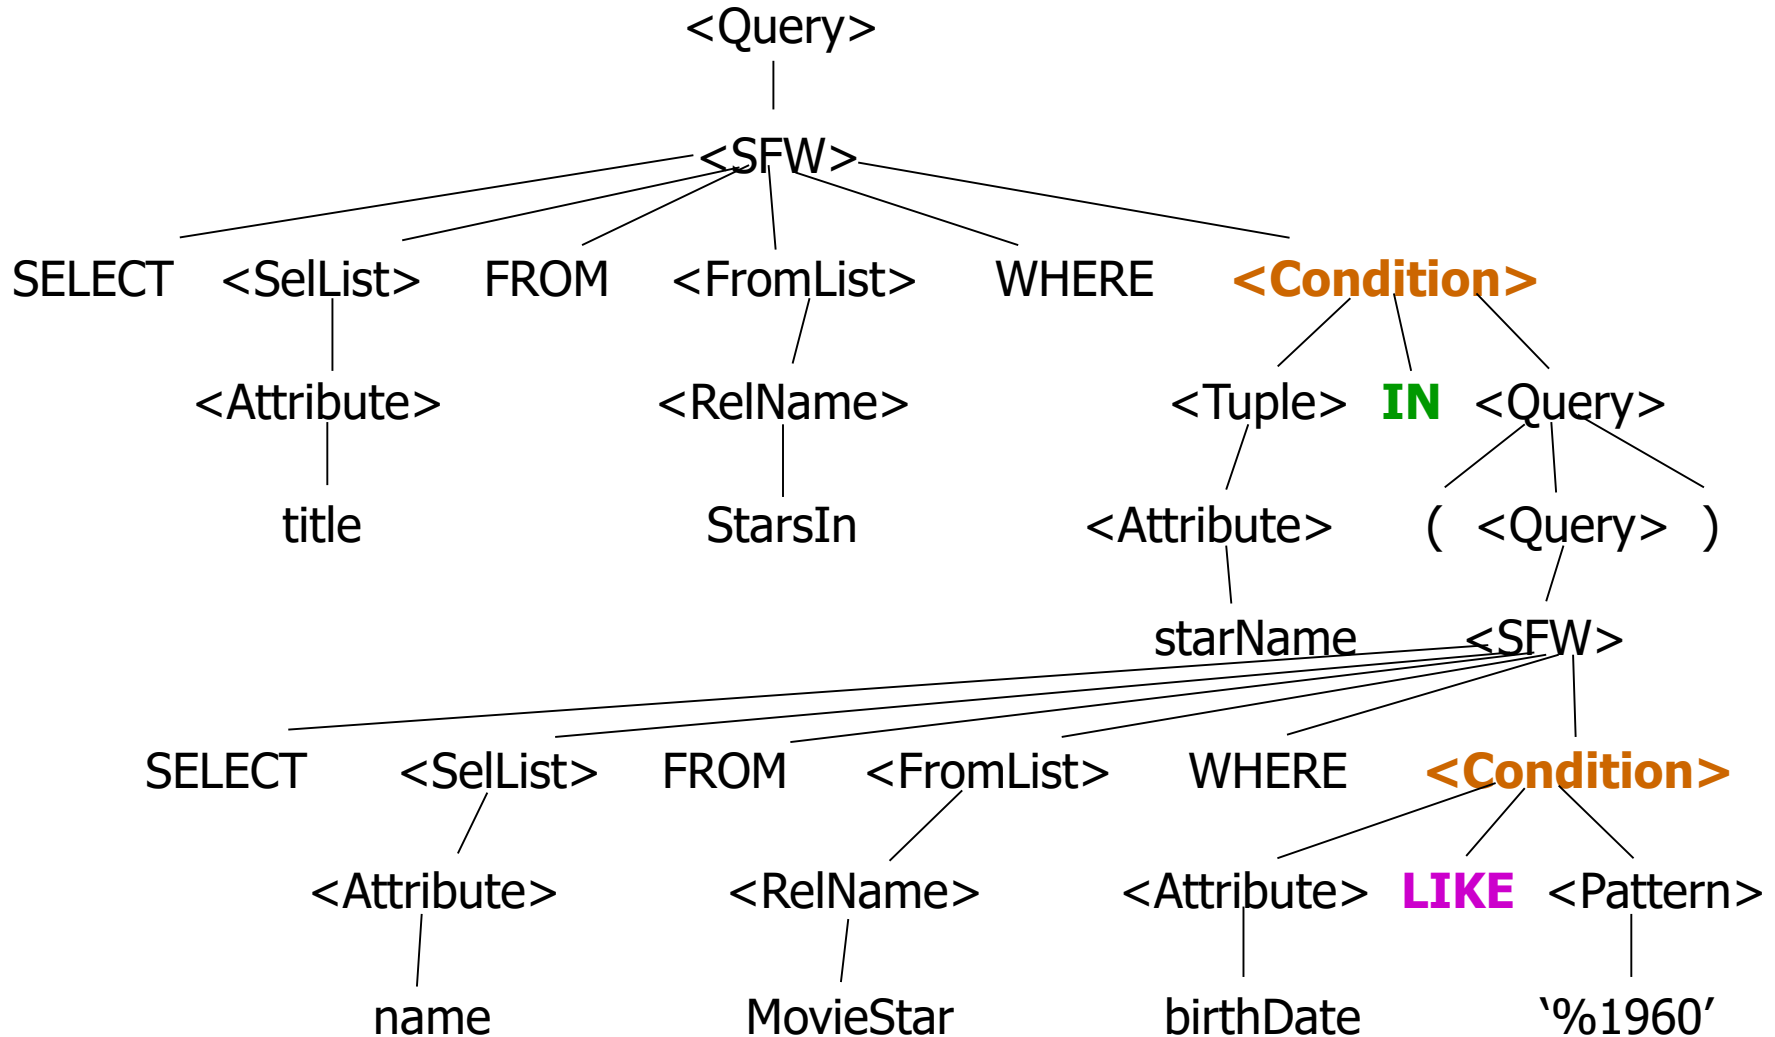 <Query>
<SFW>
SELECT <SelList> FROM <FromList> WHERE <Condition>
<Attribute> <RelName> <Tuple> IN <Query>
title StarsIn <Attribute> ( <Query> )
starName <SFW>
SELECT <SelList> FROM <FromList> WHERE <Condition>
<Attribute> <RelName> <Attribute> LIKE <Pattern>
name MovieStar birthDate ‘%1960’